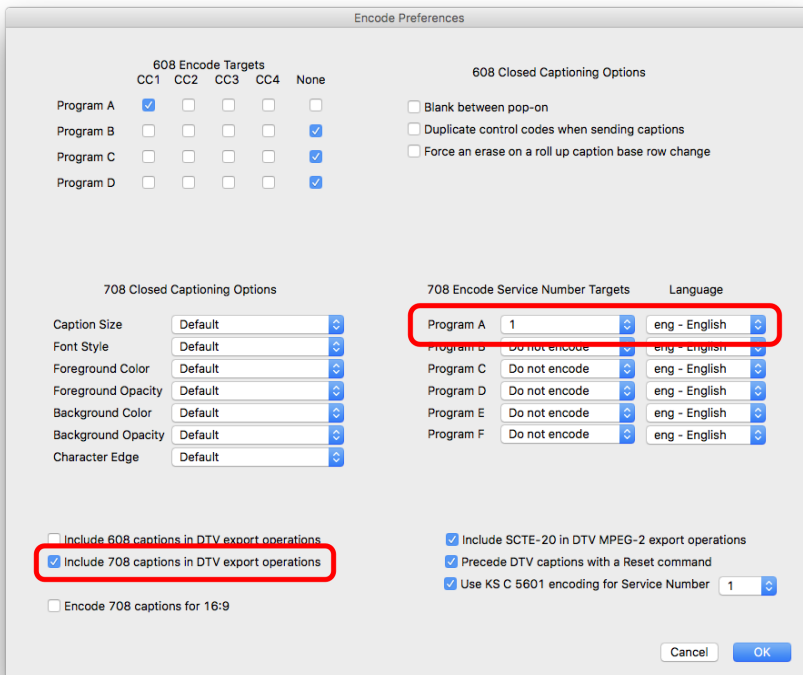 Encode Preferences
608 Encode Targets
CC1 CC2 CC3 CC4 None
Program A
Program B
Program C
Program D
608 Closed Captioning Options
Blank between pop-on
Duplicate control codes when sending captions
Force an erase on a roll up caption base row change
708 Closed Captioning Options
Caption Size Default
Font Style Default
Foreground Color Default
Foreground Opacity Default
Background Color Default
Background Opacity Default
Character Edge Default
708 Encode Service Number Targets Language
Program A 1 eng - English
Program B Do not encode eng - English
Program C Do not encode eng - English
Program D Do not encode eng - English
Program E Do not encode eng - English
Program F Do not encode eng - English
Include 608 captions in DTV export operations
Include 708 captions in DTV export operations
Encode 708 captions for 16:9
Include SCTE-20 in DTV MPEG-2 export operations
Precede DTV captions with a Reset command
Use KS C 5601 encoding for Service Number 1
Cancel OK